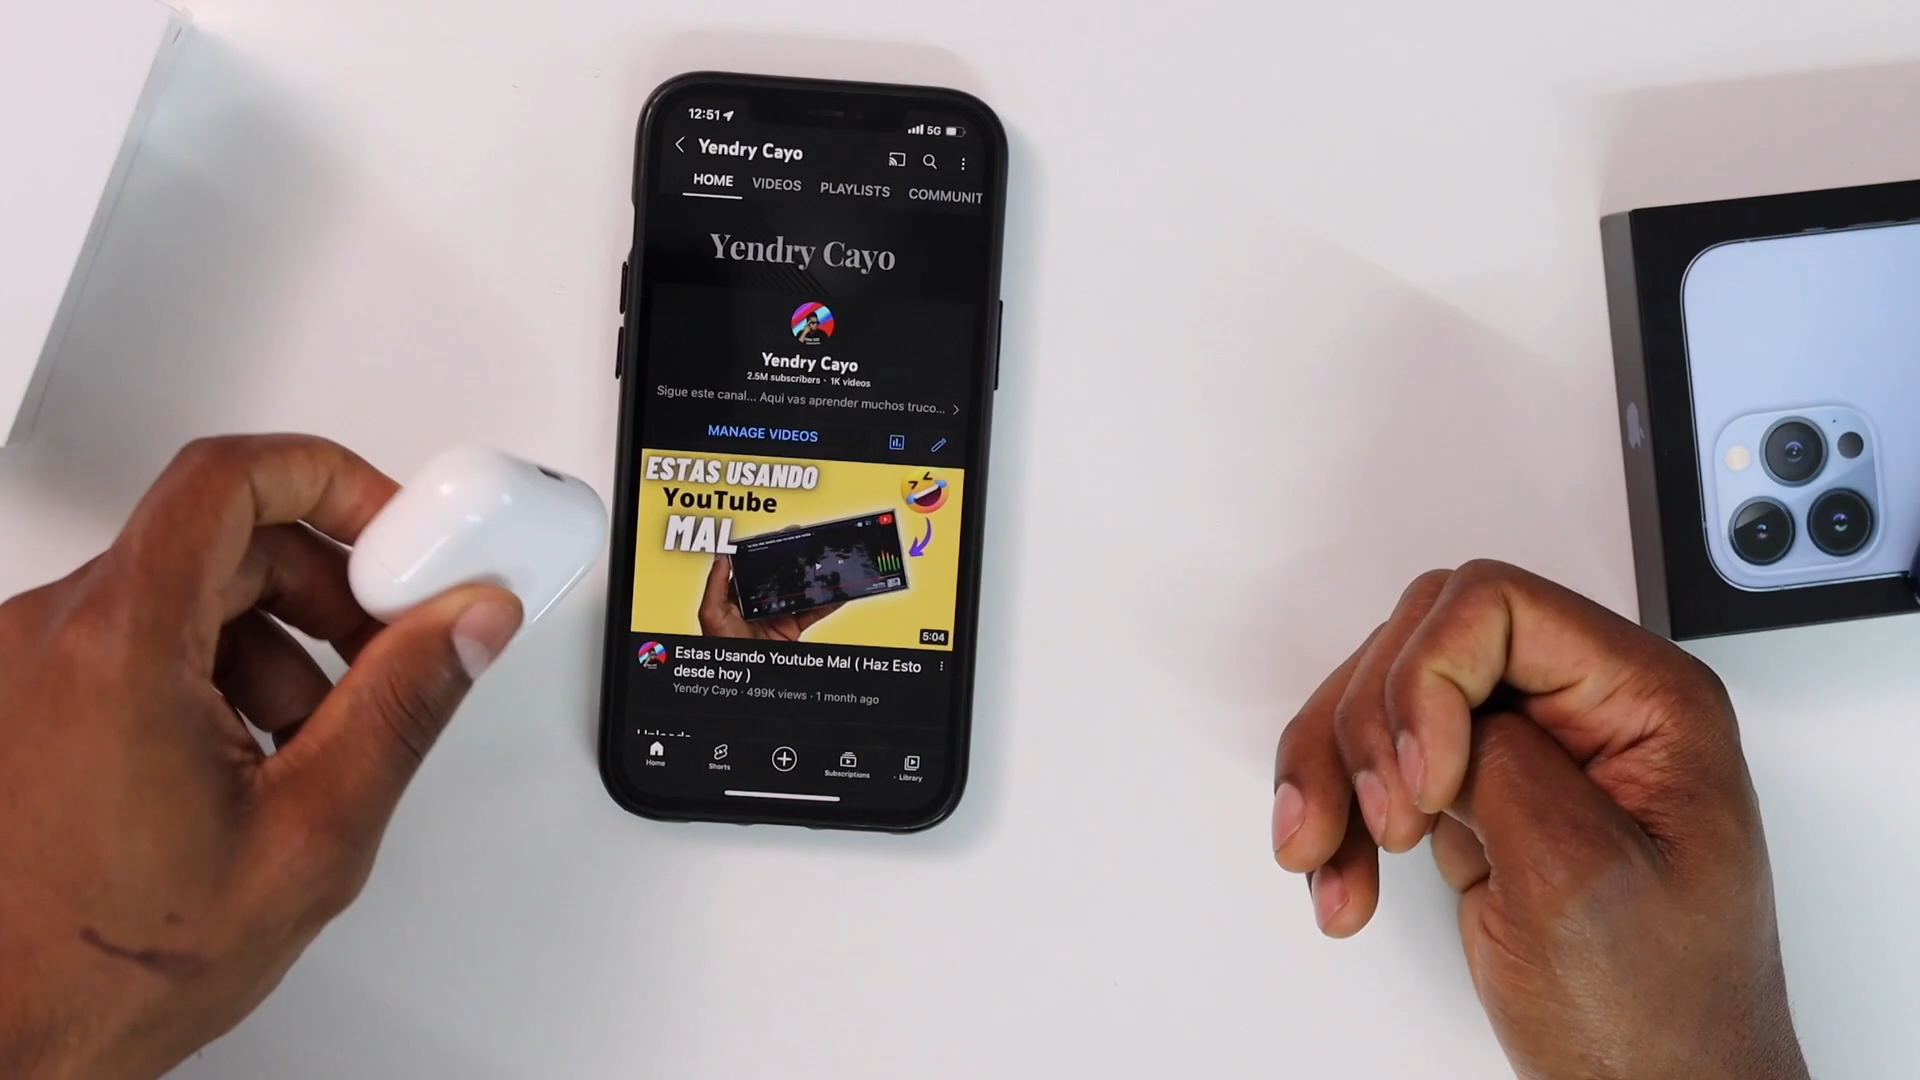 12:51
5G
Yendry Cayo
HOME VIDEOS PLAYLISTS COMMUNIT
Yendry Cayo
Yendry Cayo
2.5M subscribers · 1K videos
Sigue este canal... Aqui vas aprender muchos truco...
MANAGE VIDEOS
ESTAS USANDO
YouTube
MAL
5:04
Estas Usando Youtube Mal ( Haz Esto
desde hoy )
Yendry Cayo · 499K views · 1 month ago
Uploads
Home Shorts Subscriptions Library